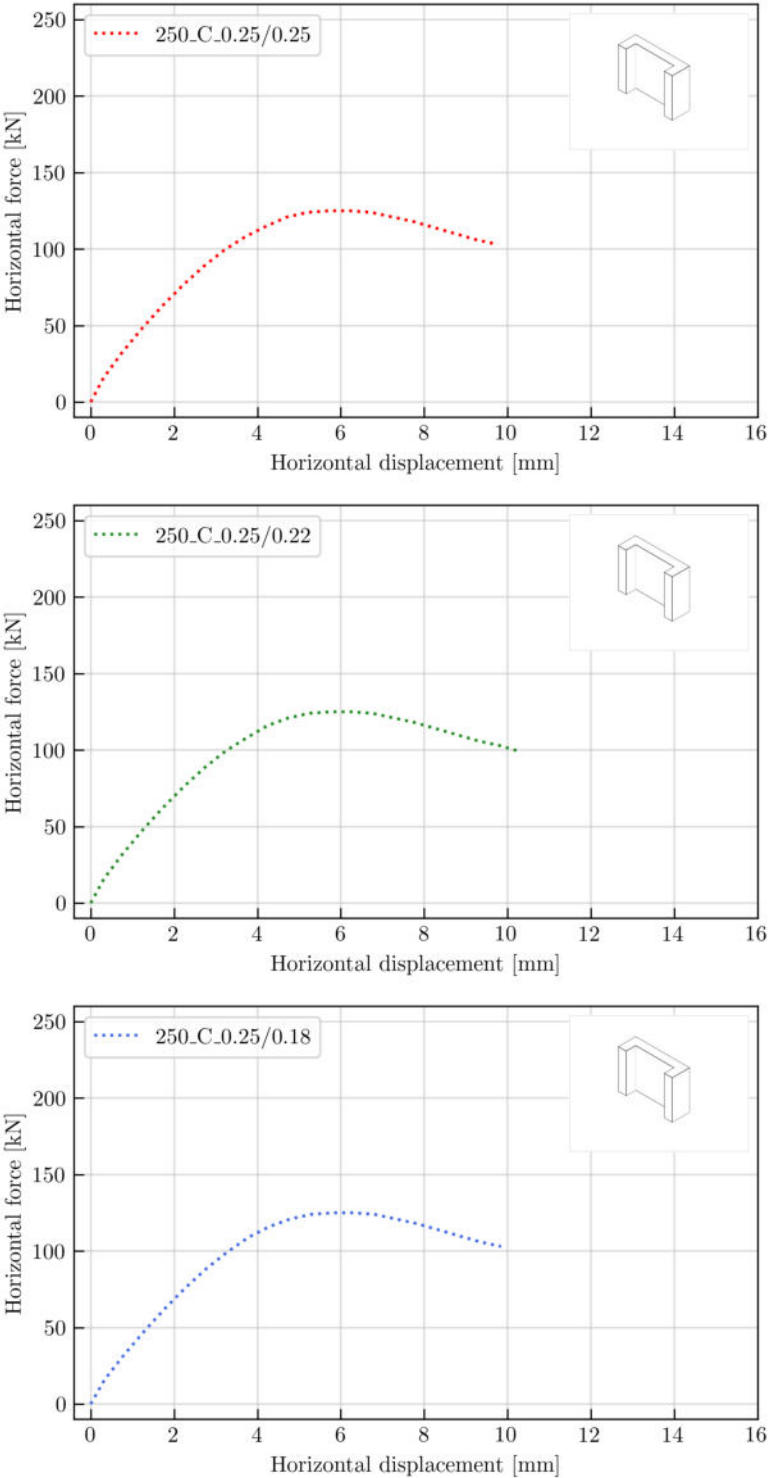 250
250_C_0.25/0.25
200
150
100
50
0
Horizontal force [kN]
0 2 4 6 8 10 12 14 16
Horizontal displacement [mm]
250
250_C_0.25/0.22
200
150
100
50
0
Horizontal force [kN]
0 2 4 6 8 10 12 14 16
Horizontal displacement [mm]
250
250_C_0.25/0.18
200
150
100
50
0
Horizontal force [kN]
0 2 4 6 8 10 12 14 16
Horizontal displacement [mm]